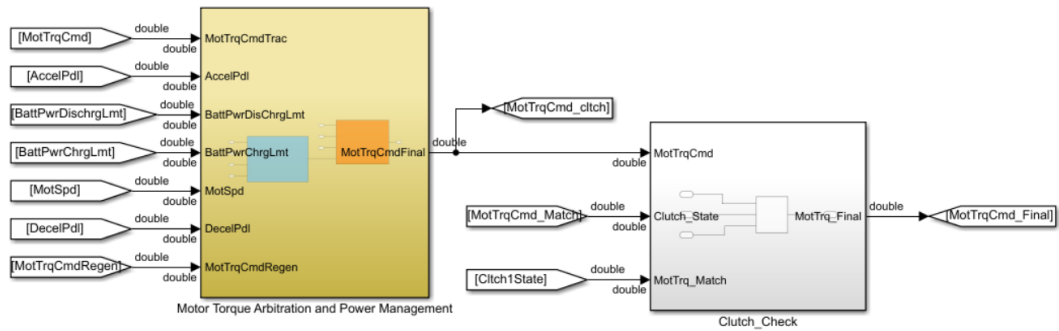 [MotTrqCmd]
double
double
MotTrqCmdTrac
[AccelPdl]
double
double
AccelPdl
[BattPwrDischrgLmt]
double
double
BattPwrDisChrgLmt
[MotTrqCmd_cltch]
[BattPwrChrgLmt]
double
double
BattPwrChrgLmt
MotTrqCmdFinal
double
double
MotTrqCmd
[MotSpd]
double
double
MotSpd
[MotTrqCmd_Match]
double
double
Clutch_State
MotTrq_Final
double
[MotTrqCmd_Final]
[DecelPdl]
double
double
DecelPdl
[MotTrqCmdRegen]
double
double
MotTrqCmdRegen
[Cltch1State]
double
double
MotTrq_Match
Motor Torque Arbitration and Power Management
Clutch_Check